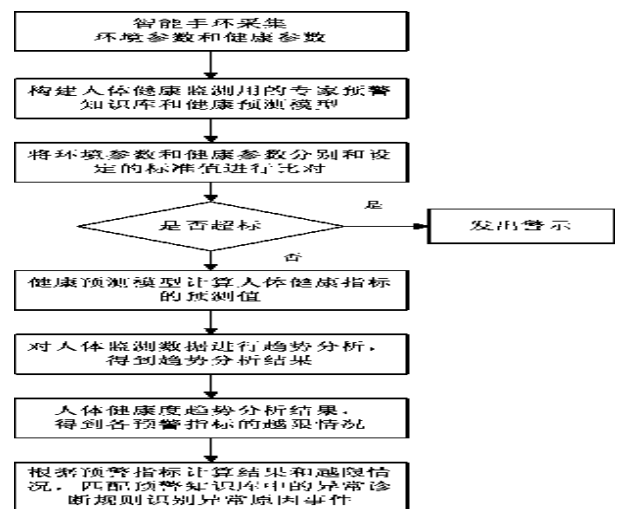 智能手环采集
环境参数和健康参数
构建人体健康监测用的专家预警
知识库和健康预测模型
将环境参数和健康参数分别和设
定的标准值进行比对
是否超标
是
发出警示
否
健康预测模型计算人体健康指标
的预测值
对人体监测数据进行趋势分析，
得到趋势分析结果
人体健康度趋势分析结果，
得到各预警指标的越限情况
根据预警指标计算结果和越限情
况，匹配预警知识库中的异常诊
断规则识别异常原因事件